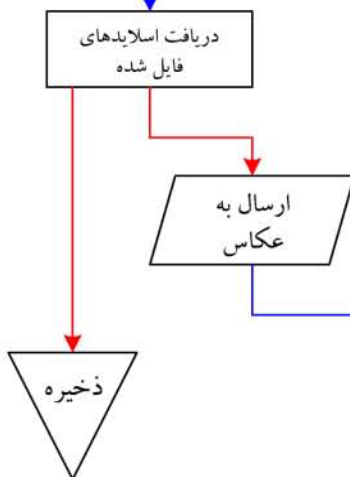 دریافت اسلایدهای
فایل شده
ارسال به
عکاس
ذخیره